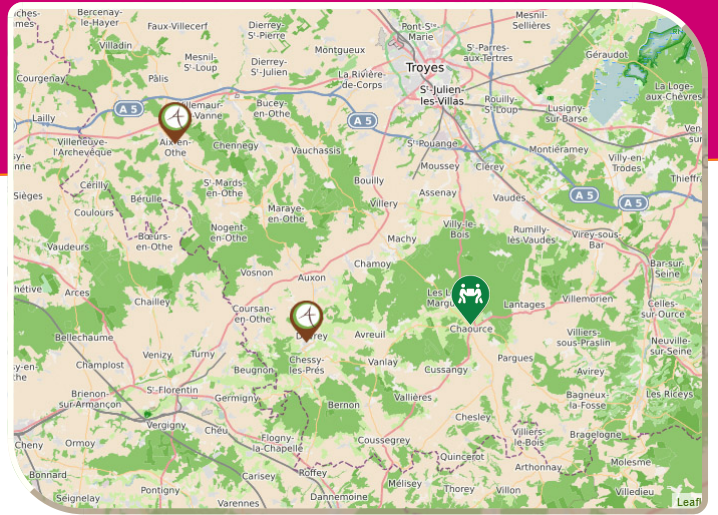 Bercenay-
le-Hayer
Faux-Villecerf
Dierrey-
St-Pierre
Pont-Ste-
Marie
Mesnil-
Sellières
Villadin
Montgueux
St-Parres-
aux-Tertres
Géraudot
Mesnil-
St-Loup
Dierrey-
St-Julien
Troyes
Courgenay
Pâlis
La Rivière-
de-Corps
St-Julien-
les-Villas
La Loge-
aux-Chèvres
A 5
Bucey-
en-Othe
Rouilly-
St-Loup
Lusigny-
sur-Barse
Lailly
A 5
Villeneuve-
l'Archevêque
Aix-en-
Othe
Chennegy
Vauchassis
St-Pouange
Montiéramey
Moussey
Clérey
Villy-en-
Trodes
Bouilly
Cérilly
St-Mards-
en-Othe
Assenay
Vaudes
A 5
A 5
Sièges
Bérulle
Coulours
Maraye-
en-Othe
Villery
Nogent-
en-Othe
Villy-le-
Bois
Rumilly-
lès-Vaudes
Virey-sous-
Bar
Bœurs-
en-Othe
Machy
Vaudeurs
Chamoy
Bar-sur-
Seine
Vosnon
Auxon
Arces
Chailley
Lantages
Villemorien
Celles-
sur-Ource
Coursan-
en-Othe
Chaource
Bellechaume
Avreuil
Villiers-
sous-Praslin
Neuville-
sur-Seine
Venizy
Turny
Chessy-
les-Prés
Vanlay
Pargues
Champlost
Beugnon
Cussangy
Avirey
Brienon-
sur-Armançon
St-Florentin
Germigny
Bernon
Vallières
Bagneux-
la-Fosse
Les Riceys
Chesley
Vergigny
Chéu
Flogny-
la-Chapelle
Coussegrey
Villiers-
le-Bois
Bragelogne
Cheny
Ormoy
Quincerot
Arthonnay
Molesme
Bonnard
Carisey
Roffey
Seignelay
Pontigny
Varennes
Dannemoine
Mélisey
Thorey
Villon
Villedieu
Leafl